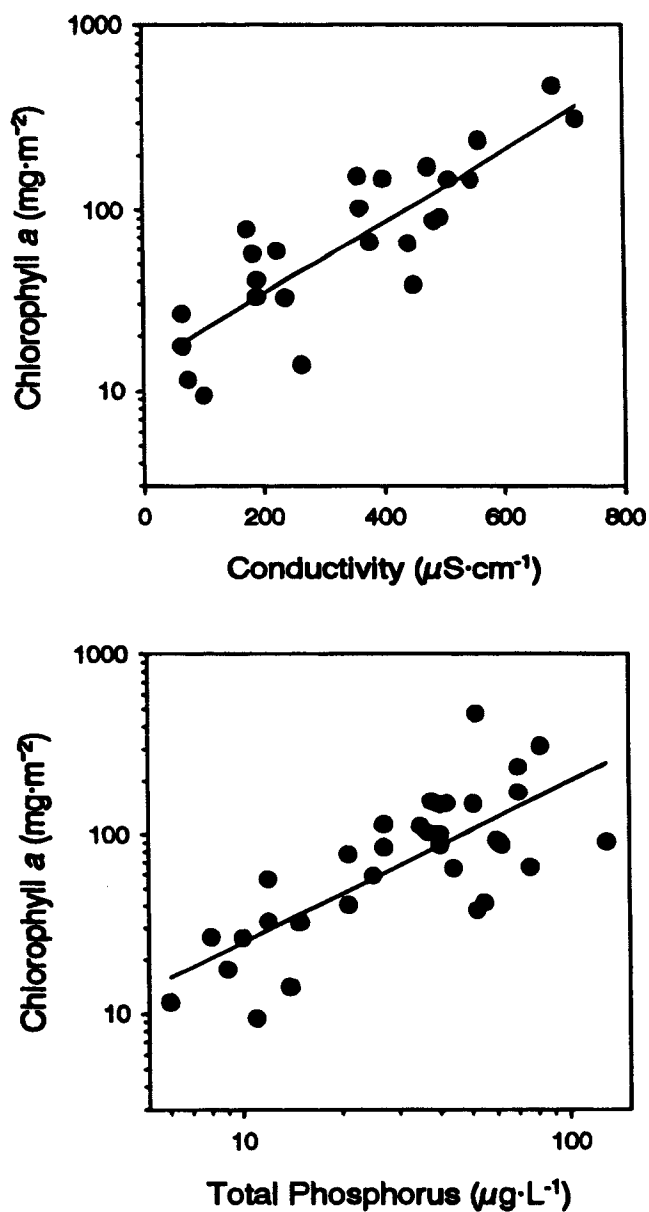 1000
100
10
Chlorophyll a (mg·m⁻²)
0 200 400 600 800
Conductivity (µS·cm⁻¹)
1000
100
10
Chlorophyll a (mg·m⁻²)
10 100
Total Phosphorus (µg·L⁻¹)